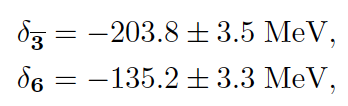 δ_𝟑̅ = −203.8 ± 3.5 MeV,
δ_𝟔 = −135.2 ± 3.3 MeV,